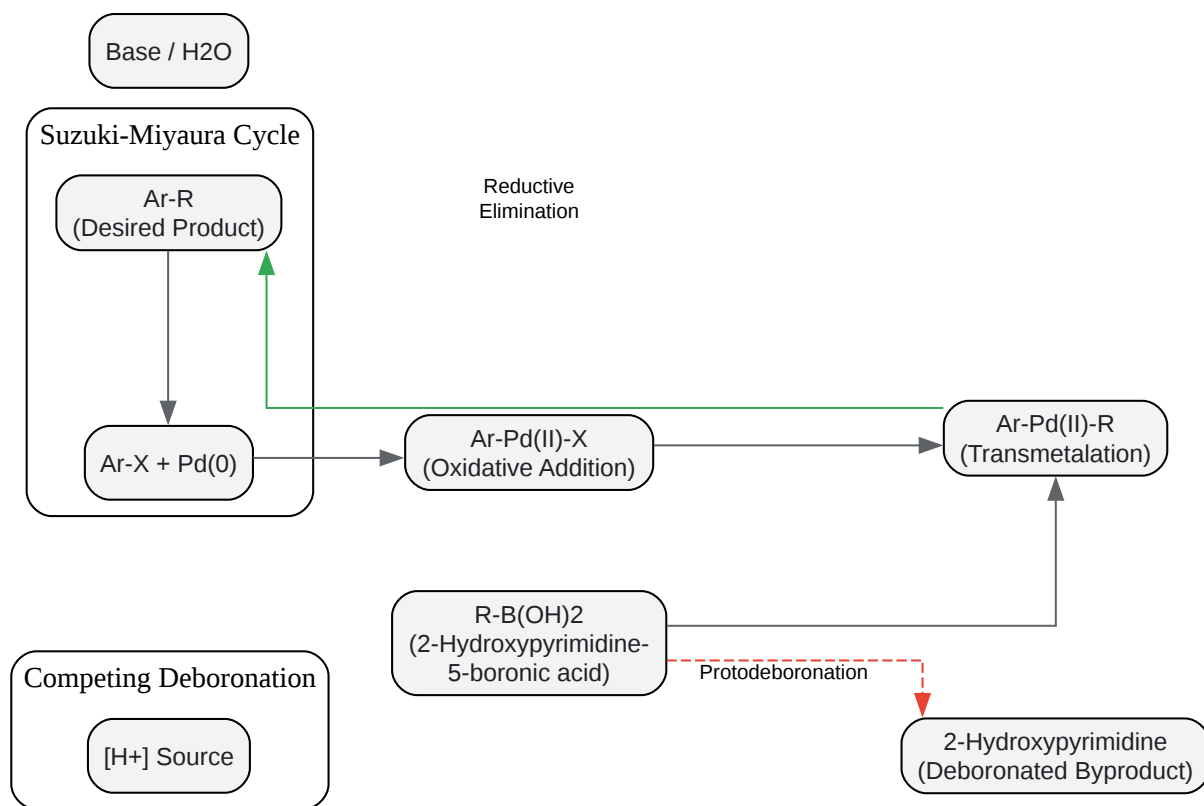 Base / H2O
Suzuki-Miyaura Cycle
Ar-R
(Desired Product)
Reductive
Elimination
Ar-X + Pd(0)
Ar-Pd(II)-X
(Oxidative Addition)
Ar-Pd(II)-R
(Transmetalation)
R-B(OH)2
(2-Hydroxypyrimidine-
5-boronic acid)
Protodeboronation
Competing Deboronation
[H+] Source
2-Hydroxypyrimidine
(Deboronated Byproduct)